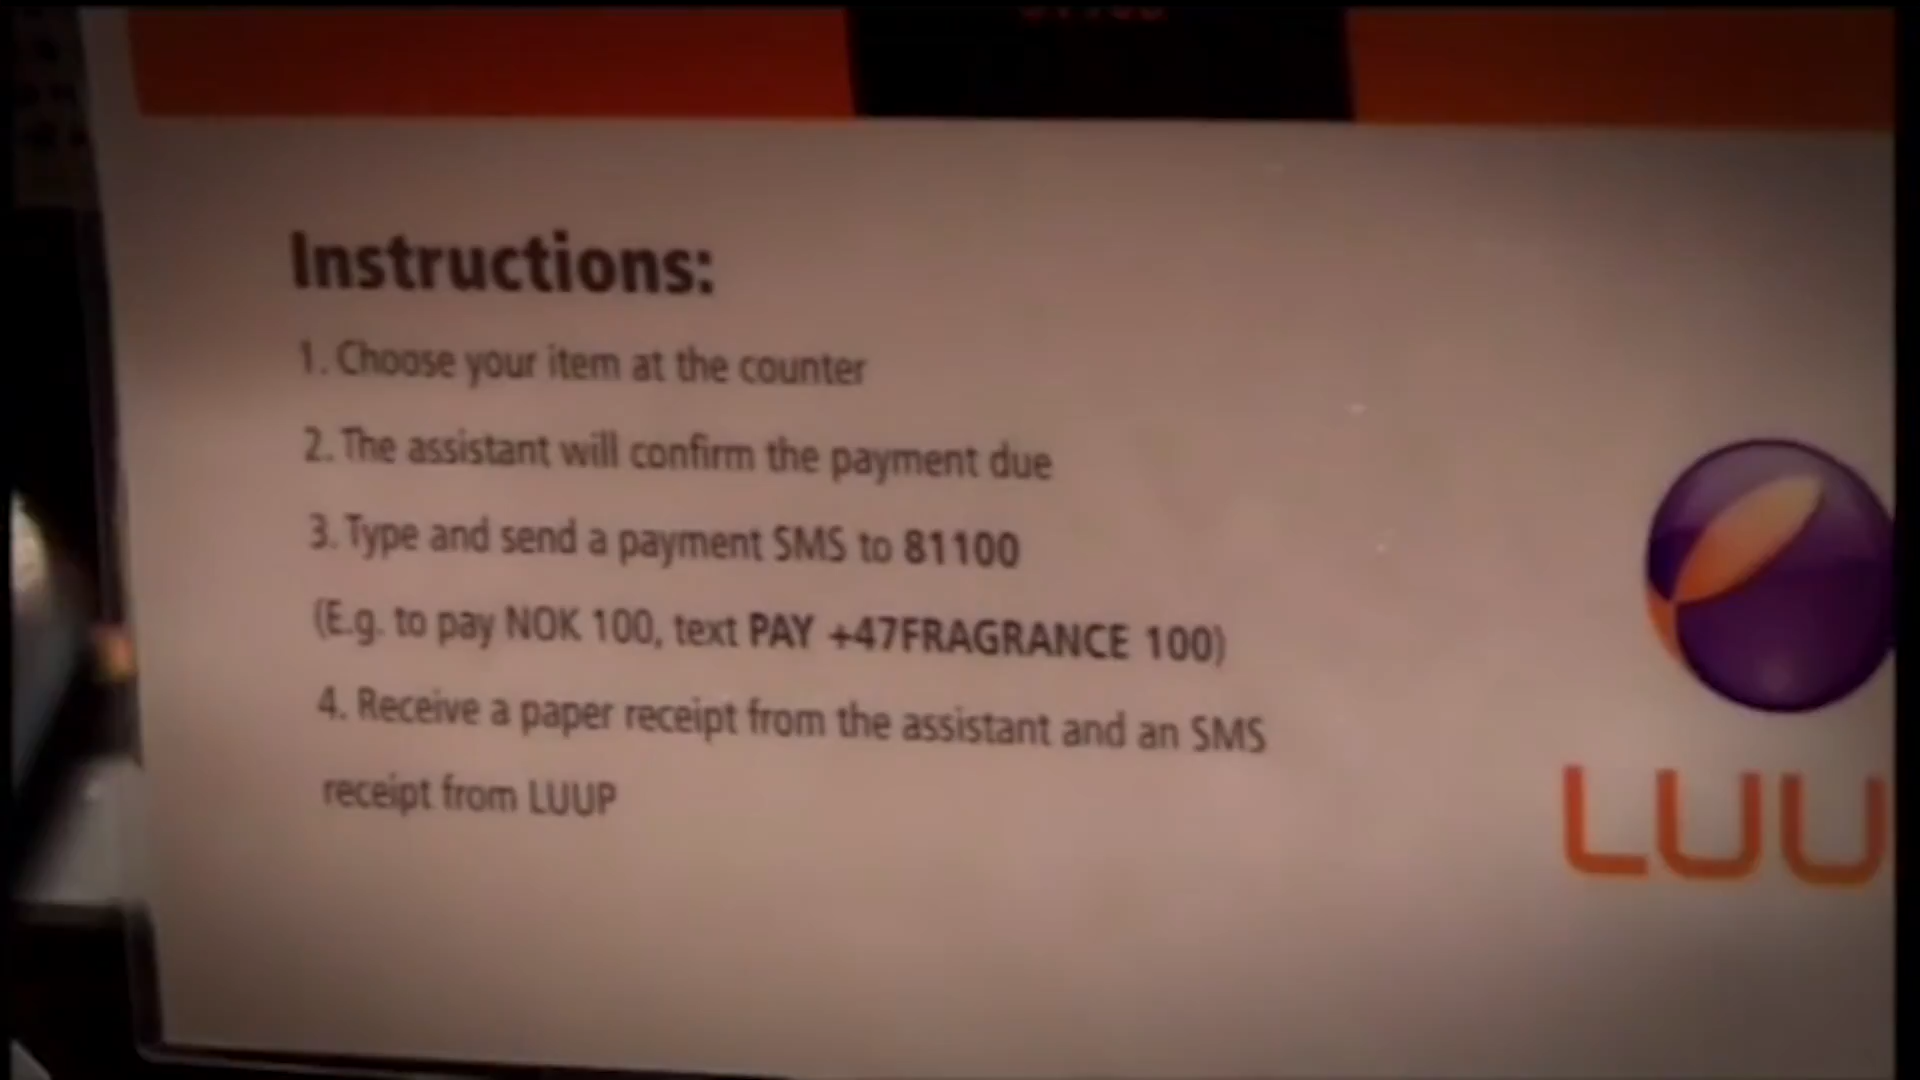 Instructions:
1. Choose your item at the counter
2. The assistant will confirm the payment due
3. Type and send a payment SMS to 81100
(E.g. to pay NOK 100, text PAY +47FRAGRANCE 100)
4. Receive a paper receipt from the assistant and an SMS
receipt from LUUP
LUU